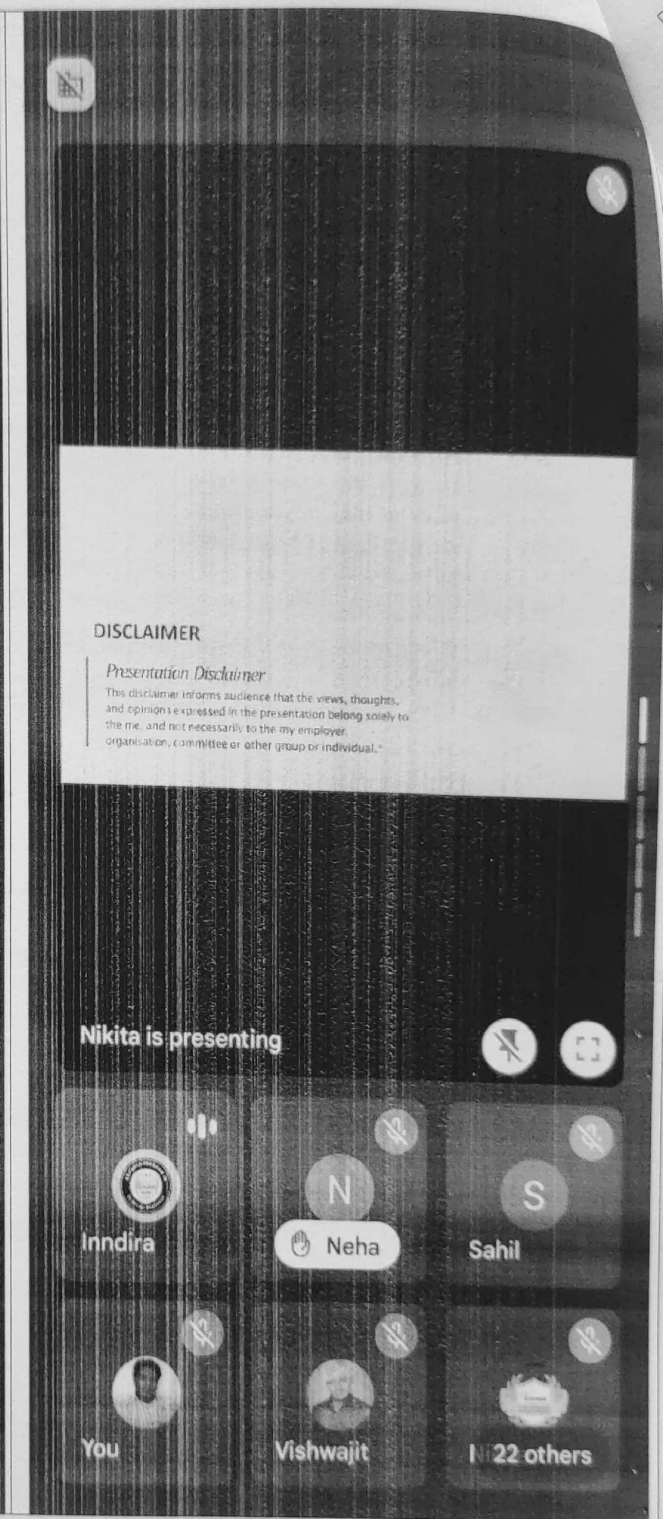 DISCLAIMER
Presentation Disclaimer
This disclaimer informs audience that the views, thoughts,
and opinions expressed in the presentation belong solely to
the me, and not necessarily to the my employer,
organisation, committee or other group or individual."
Nikita is presenting
N
S
Inndira
Neha
Sahil
You
Vishwajit
22 others